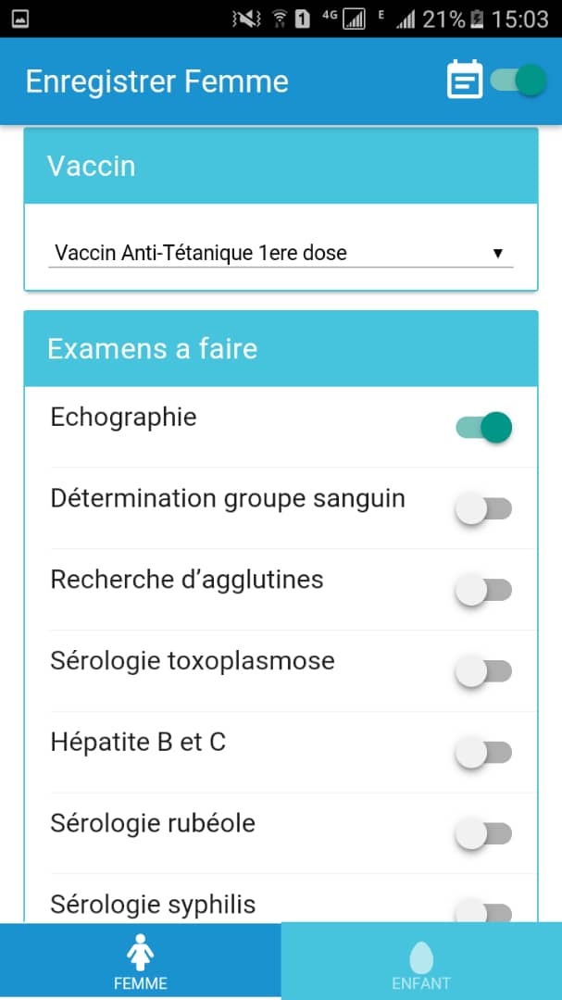 4G E 21% 15:03
Enregistrer Femme
Vaccin
Vaccin Anti-Tétanique 1ere dose
Examens a faire
Echographie
Détermination groupe sanguin
Recherche d’agglutines
Sérologie toxoplasmose
Hépatite B et C
Sérologie rubéole
Sérologie syphilis
FEMME
ENFANT